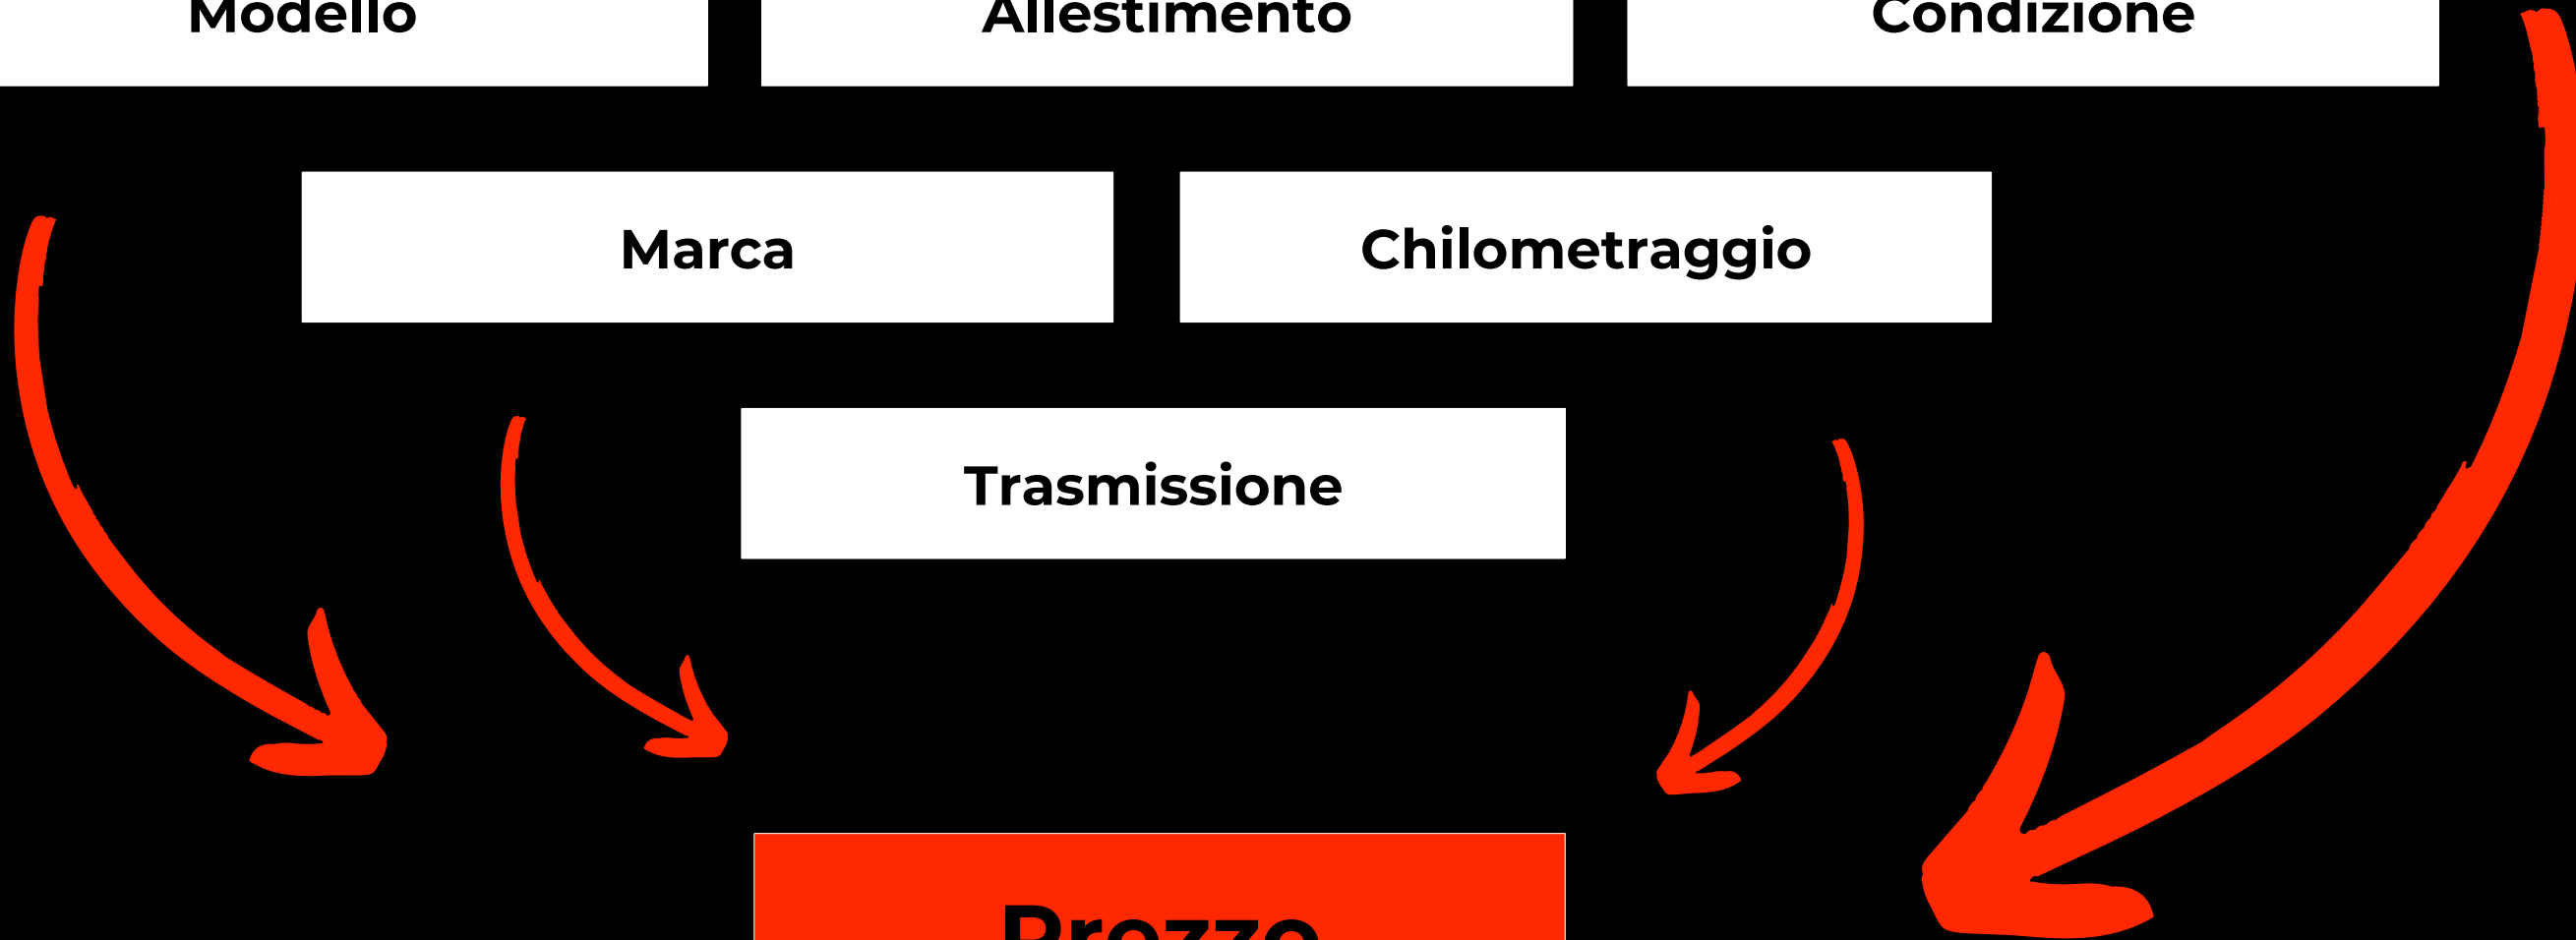 Modello
Allestimento
Condizione
Marca
Chilometraggio
Trasmissione
Prezzo